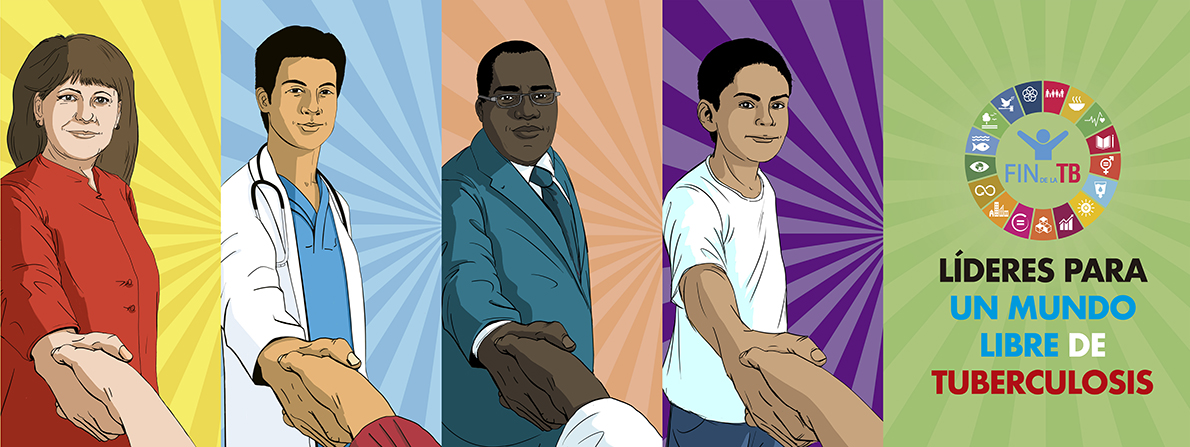 FIN DE LA TB
LÍDERES PARA
UN MUNDO
LIBRE DE
TUBERCULOSIS